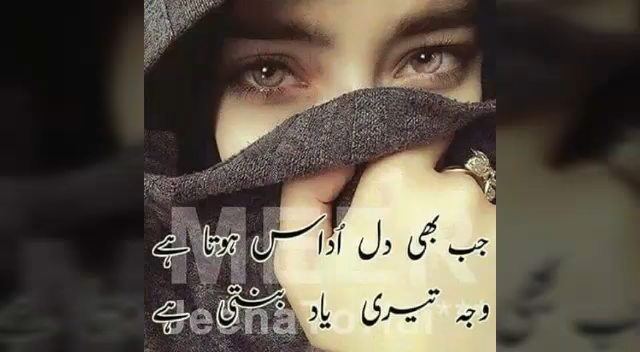 جب بھی دل اُداس ہوتا ہے
وجہ تیری یاد بنتی ہے
MEER